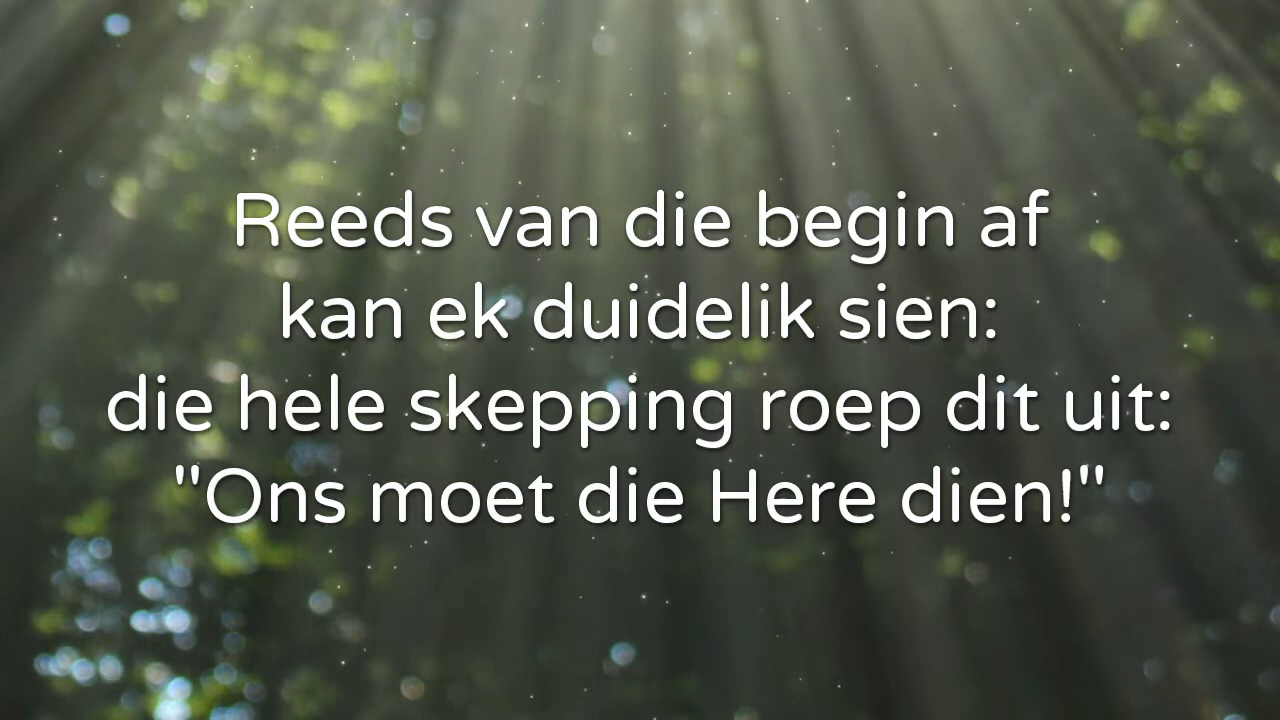 Reeds van die begin af
kan ek duidelik sien:
die hele skepping roep dit uit:
"Ons moet die Here dien!"